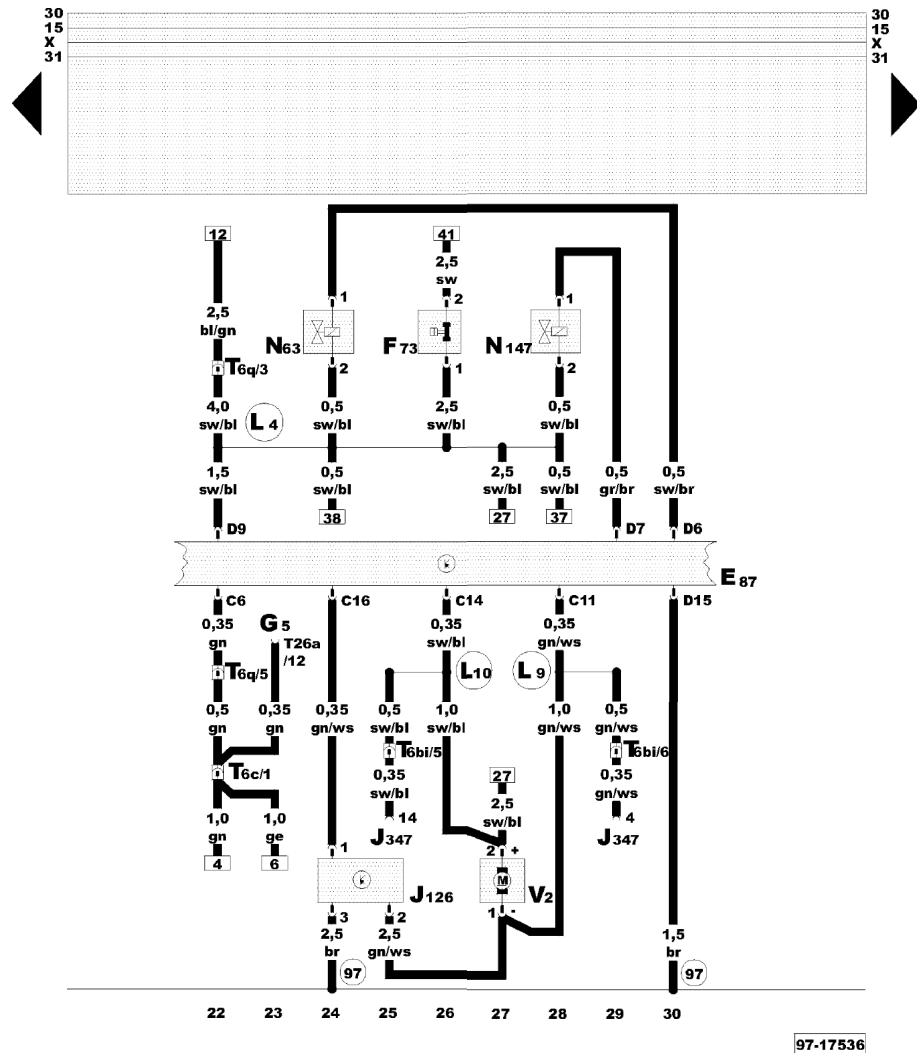 30 30
15 15
X X
31 31
12 41
2,5
sw
1 2 1
2,5
bl/gn
N63 F73 N147
2 1 2
T6q/3
4,0 0,5 2,5 0,5
sw/bl L4 sw/bl sw/bl sw/bl
1,5 0,5 2,5 0,5 0,5 0,5
sw/bl sw/bl sw/bl sw/bl gr/br sw/br
38 27 37
D9 D7 D6
E87
C6 C16 C14 C11 D15
0,35 G5 0,35 0,35
gn T26a sw/bl gn/ws
/12
T6q/5 L10 L9
0,5 0,35 0,35 0,5 1,0 1,0 0,5
gn gn gn/ws sw/bl sw/bl gn/ws gn/ws
T6bi/5 T6bi/6
T6c/1 0,35 27 0,35
sw/bl gn/ws
1,0 1,0 2,5
gn ge 14 sw/bl 4
J347 J347
4 6 1 2 +
J126 M V2
3 2 1 -
2,5 2,5 1,5
br gn/ws br
97 97
22 23 24 25 26 27 28 29 30
97-17536